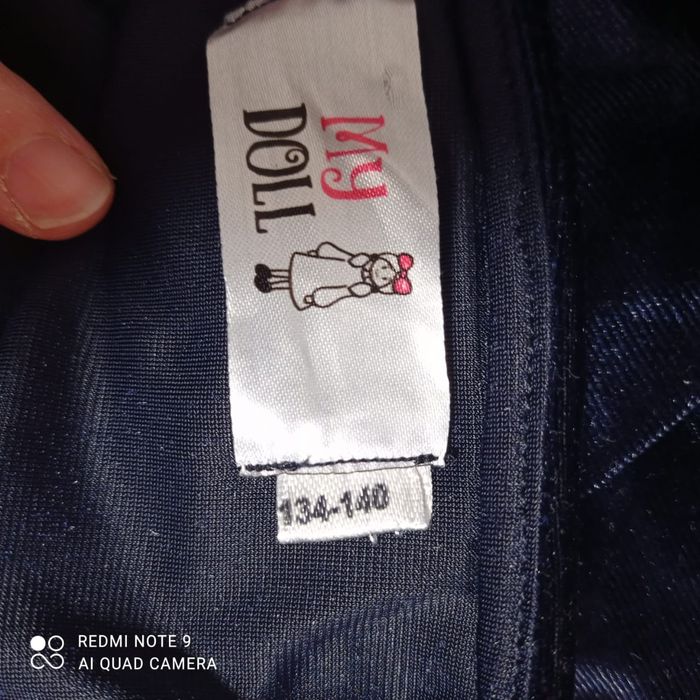 MY
DOLL
134-140
REDMI NOTE 9
AI QUAD CAMERA